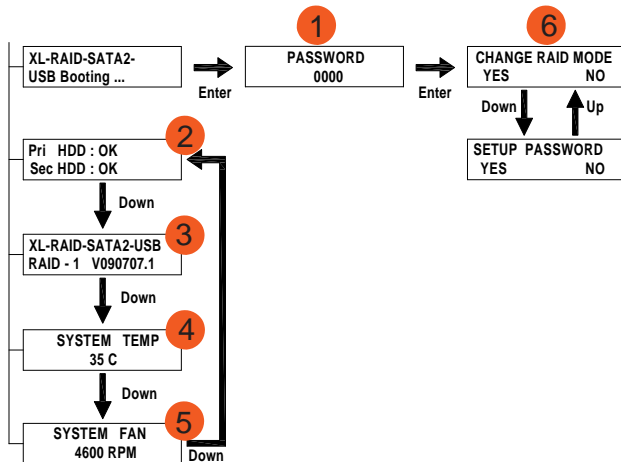 1
6
XL-RAID-SATA2-
USB Booting ...
Enter
PASSWORD
0000
Enter
CHANGE RAID MODE
YES NO
Down
Up
SETUP PASSWORD
YES NO
2
Pri HDD : OK
Sec HDD : OK
Down
3
XL-RAID-SATA2-USB
RAID - 1 V090707.1
Down
4
SYSTEM TEMP
35 C
Down
5
SYSTEM FAN
4600 RPM
Down